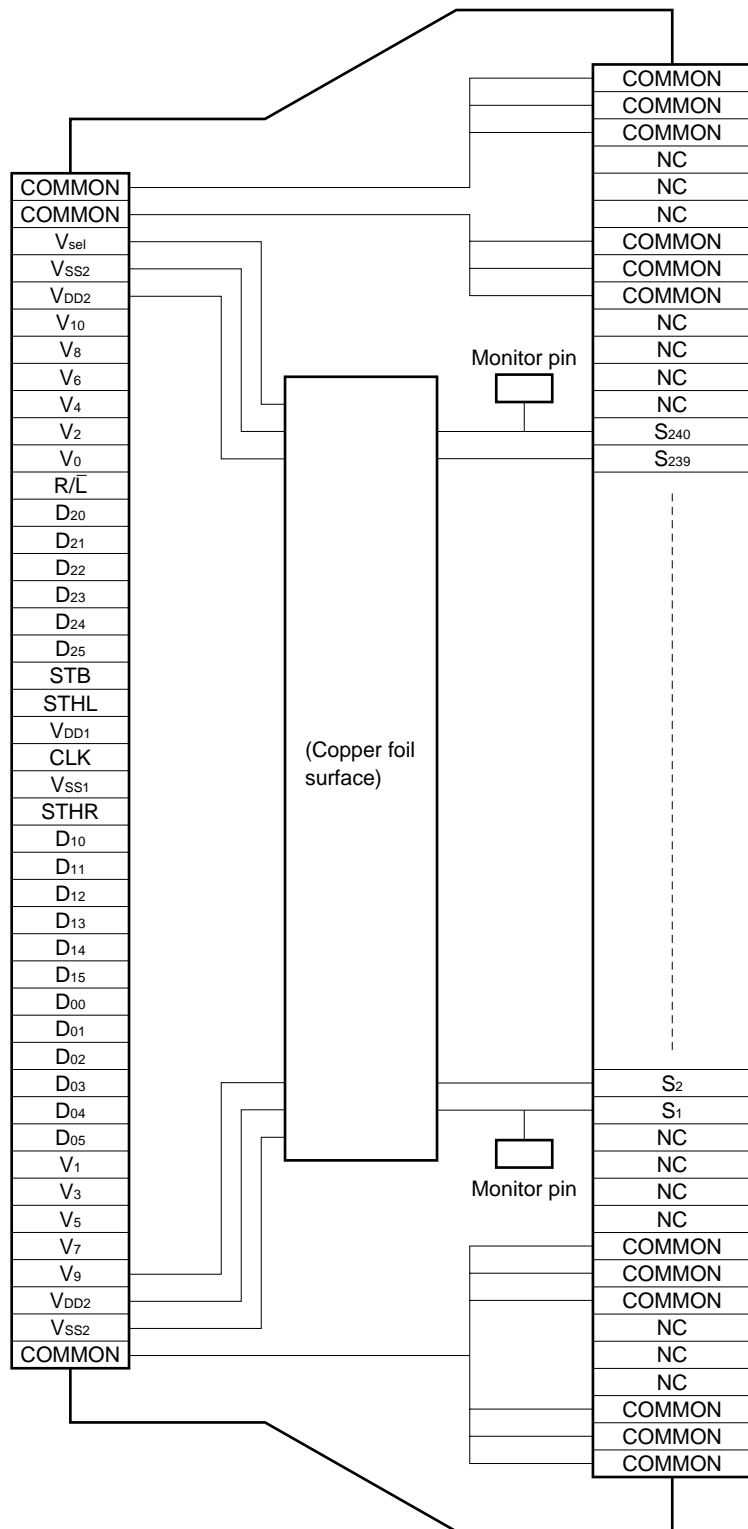 COMMON
COMMON
Vsel
VSS2
VDD2
V10
V8
V6
V4
V2
V0
R/L̅
D20
D21
D22
D23
D24
D25
STB
STHL
VDD1
CLK
VSS1
STHR
D10
D11
D12
D13
D14
D15
D00
D01
D02
D03
D04
D05
V1
V3
V5
V7
V9
VDD2
VSS2
COMMON
(Copper foil
surface)
Monitor pin
Monitor pin
COMMON
COMMON
COMMON
NC
NC
NC
COMMON
COMMON
COMMON
NC
NC
NC
NC
S240
S239
S2
S1
NC
NC
NC
NC
COMMON
COMMON
COMMON
NC
NC
NC
COMMON
COMMON
COMMON